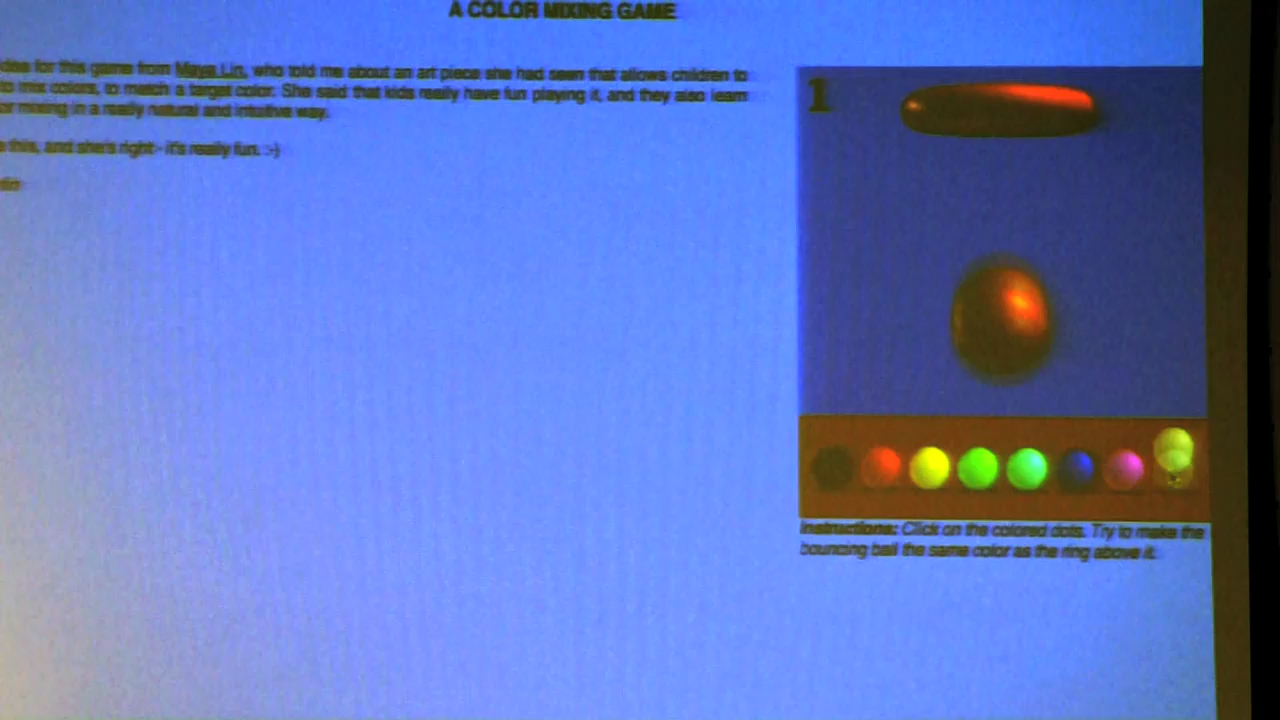 A COLOR MIXING GAME
idea for this game from Maya Lin, who told me about an art piece she had seen that allows children to
to mix colors, to match a target color. She said that kids really have fun playing it, and they also learn
or mixing in a really natural and intuitive way.
this, and she's right - it's really fun. :-)
1
Instructions: Click on the colored dots. Try to make the
bouncing ball the same color as the ring above it.